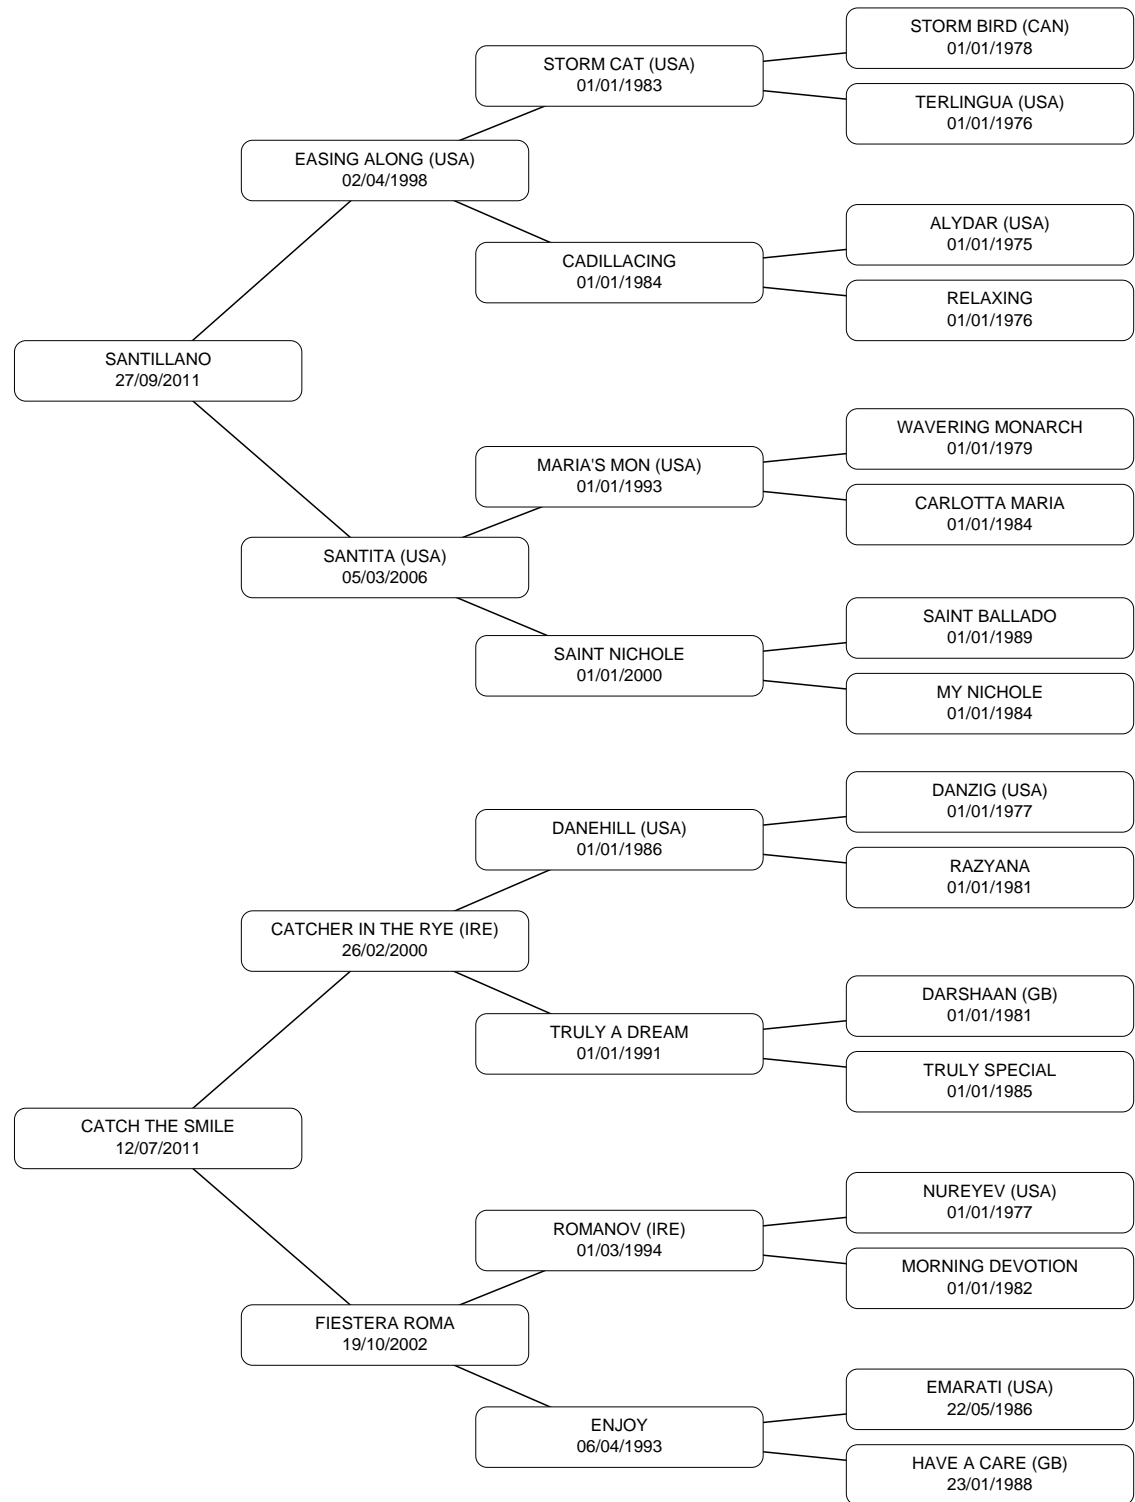 STORM BIRD (CAN)
01/01/1978
STORM CAT (USA)
01/01/1983
TERLINGUA (USA)
01/01/1976
EASING ALONG (USA)
02/04/1998
ALYDAR (USA)
01/01/1975
CADILLACING
01/01/1984
RELAXING
01/01/1976
SANTILLANO
27/09/2011
WAVERING MONARCH
01/01/1979
MARIA'S MON (USA)
01/01/1993
CARLOTTA MARIA
01/01/1984
SANTITA (USA)
05/03/2006
SAINT BALLADO
01/01/1989
SAINT NICHOLE
01/01/2000
MY NICHOLE
01/01/1984
DANZIG (USA)
01/01/1977
DANEHILL (USA)
01/01/1986
RAZYANA
01/01/1981
CATCHER IN THE RYE (IRE)
26/02/2000
DARSHAAN (GB)
01/01/1981
TRULY A DREAM
01/01/1991
TRULY SPECIAL
01/01/1985
CATCH THE SMILE
12/07/2011
NUREYEV (USA)
01/01/1977
ROMANOV (IRE)
01/03/1994
MORNING DEVOTION
01/01/1982
FIESTERA ROMA
19/10/2002
EMARATI (USA)
22/05/1986
ENJOY
06/04/1993
HAVE A CARE (GB)
23/01/1988